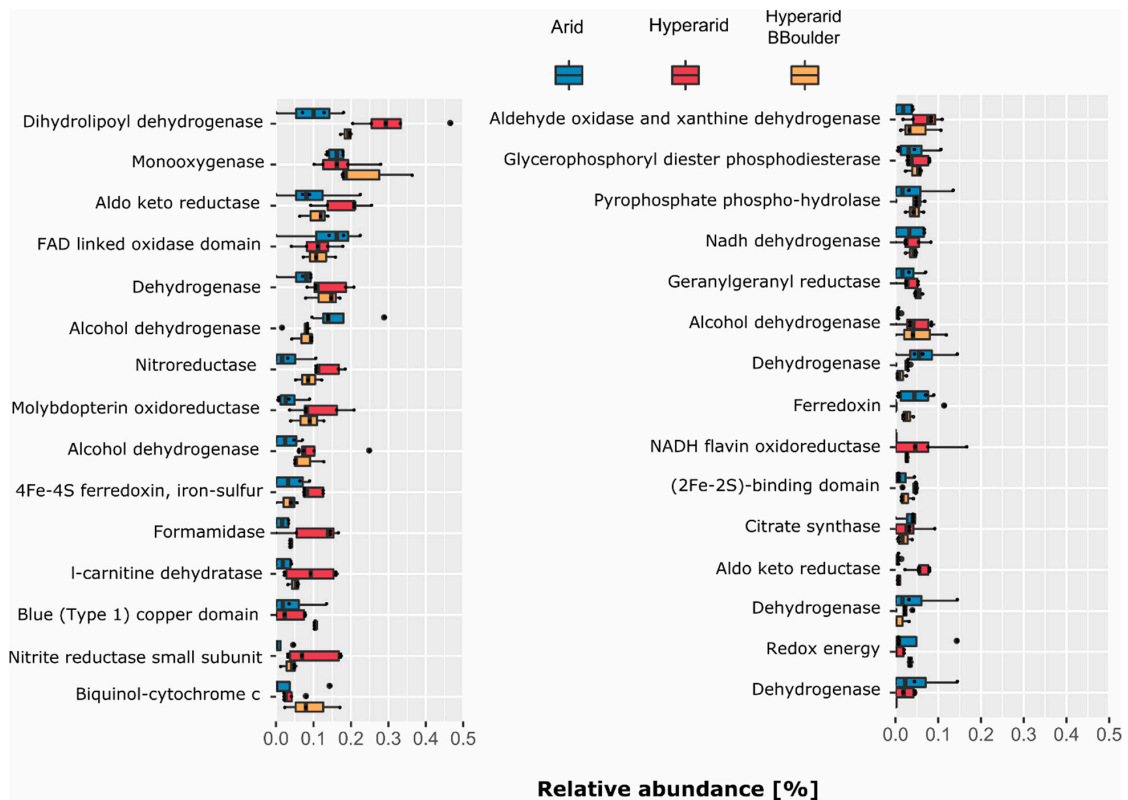 Arid
Hyperarid
Hyperarid
BBoulder
Dihydrolipoyl dehydrogenase
Monooxygenase
Aldo keto reductase
FAD linked oxidase domain
Dehydrogenase
Alcohol dehydrogenase
Nitroreductase
Molybdopterin oxidoreductase
Alcohol dehydrogenase
4Fe-4S ferredoxin, iron-sulfur
Formamidase
l-carnitine dehydratase
Blue (Type 1) copper domain
Nitrite reductase small subunit
Biquinol-cytochrome c
0.0 0.1 0.2 0.3 0.4 0.5
Aldehyde oxidase and xanthine dehydrogenase
Glycerophosphoryl diester phosphodiesterase
Pyrophosphate phospho-hydrolase
Nadh dehydrogenase
Geranylgeranyl reductase
Alcohol dehydrogenase
Dehydrogenase
Ferredoxin
NADH flavin oxidoreductase
(2Fe-2S)-binding domain
Citrate synthase
Aldo keto reductase
Dehydrogenase
Redox energy
Dehydrogenase
0.0 0.1 0.2 0.3 0.4 0.5
Relative abundance [%]